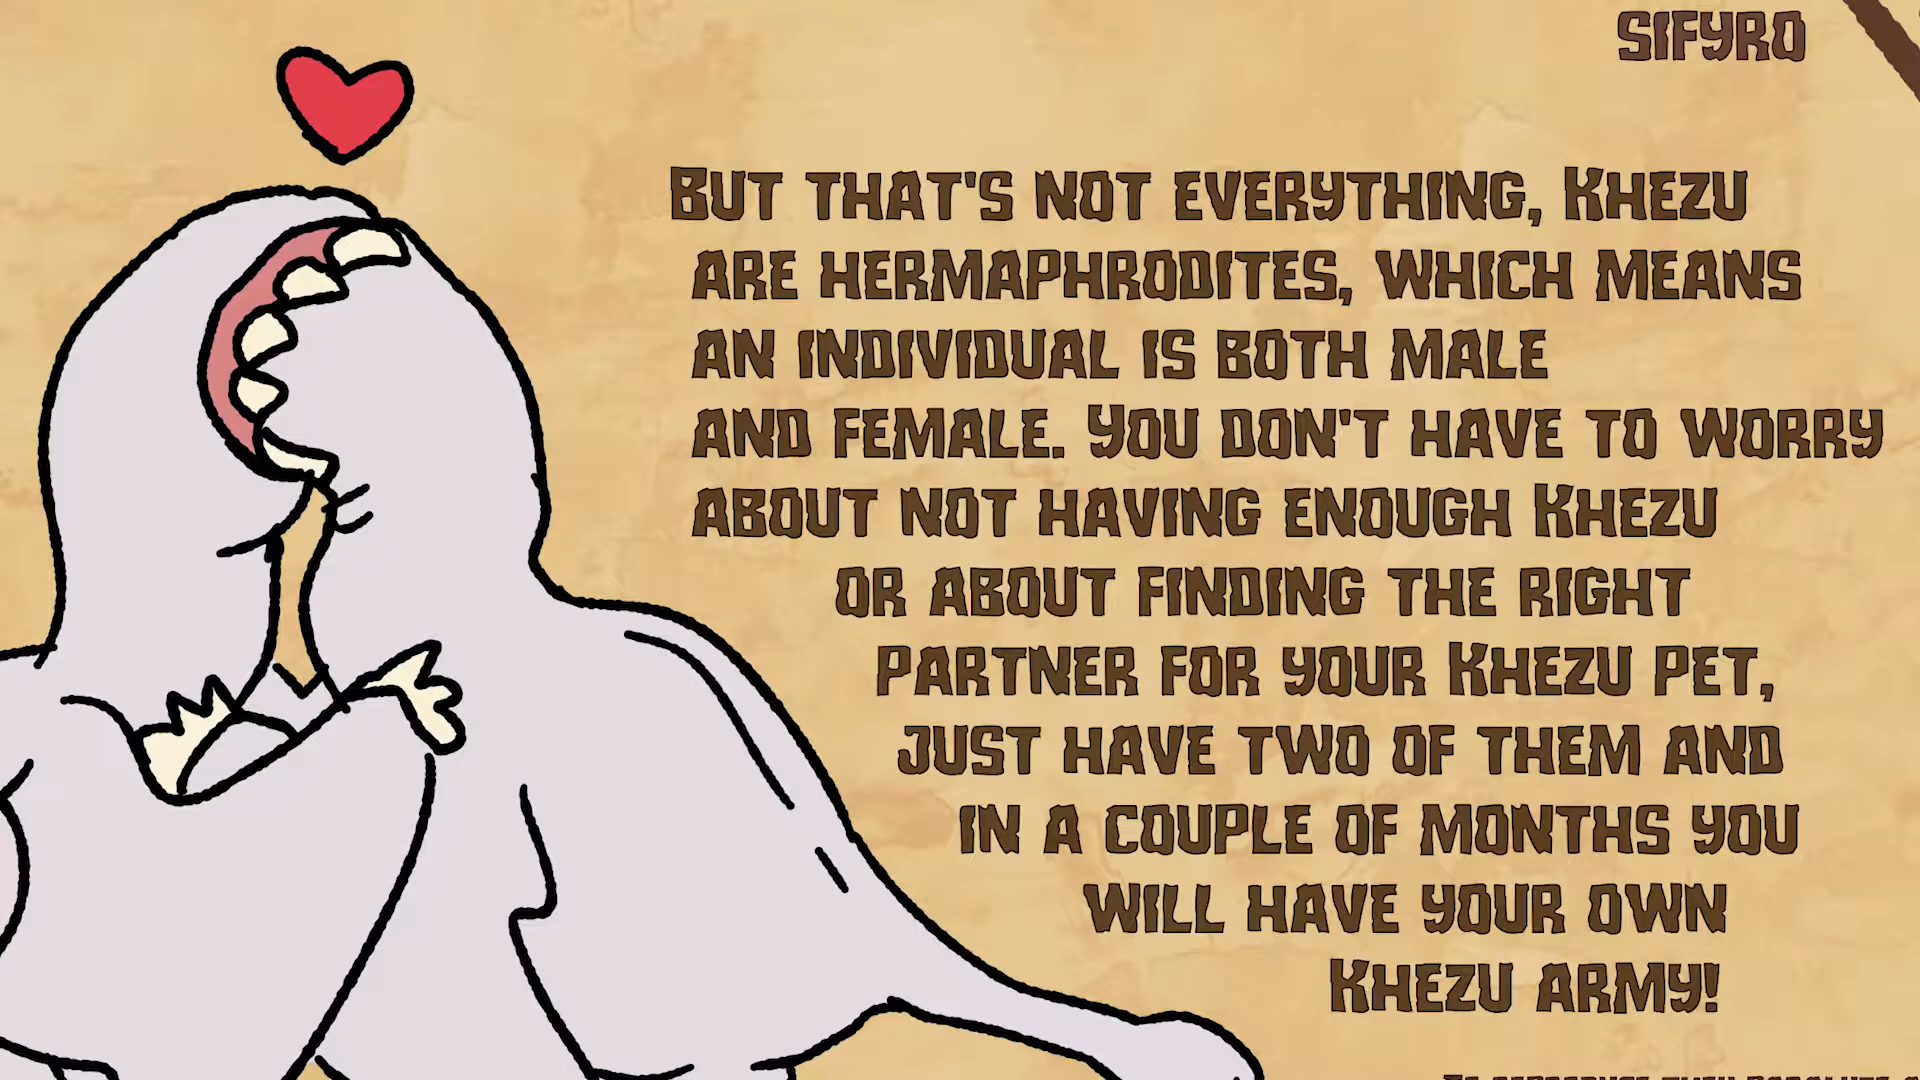 SIFYRO
BUT THAT'S NOT EVERYTHING, KHEZU
ARE HERMAPHRODITES, WHICH MEANS
AN INDIVIDUAL IS BOTH MALE
AND FEMALE. YOU DON'T HAVE TO WORRY
ABOUT NOT HAVING ENOUGH KHEZU
OR ABOUT FINDING THE RIGHT
PARTNER FOR YOUR KHEZU PET,
JUST HAVE TWO OF THEM AND
IN A COUPLE OF MONTHS YOU
WILL HAVE YOUR OWN
KHEZU ARMY!